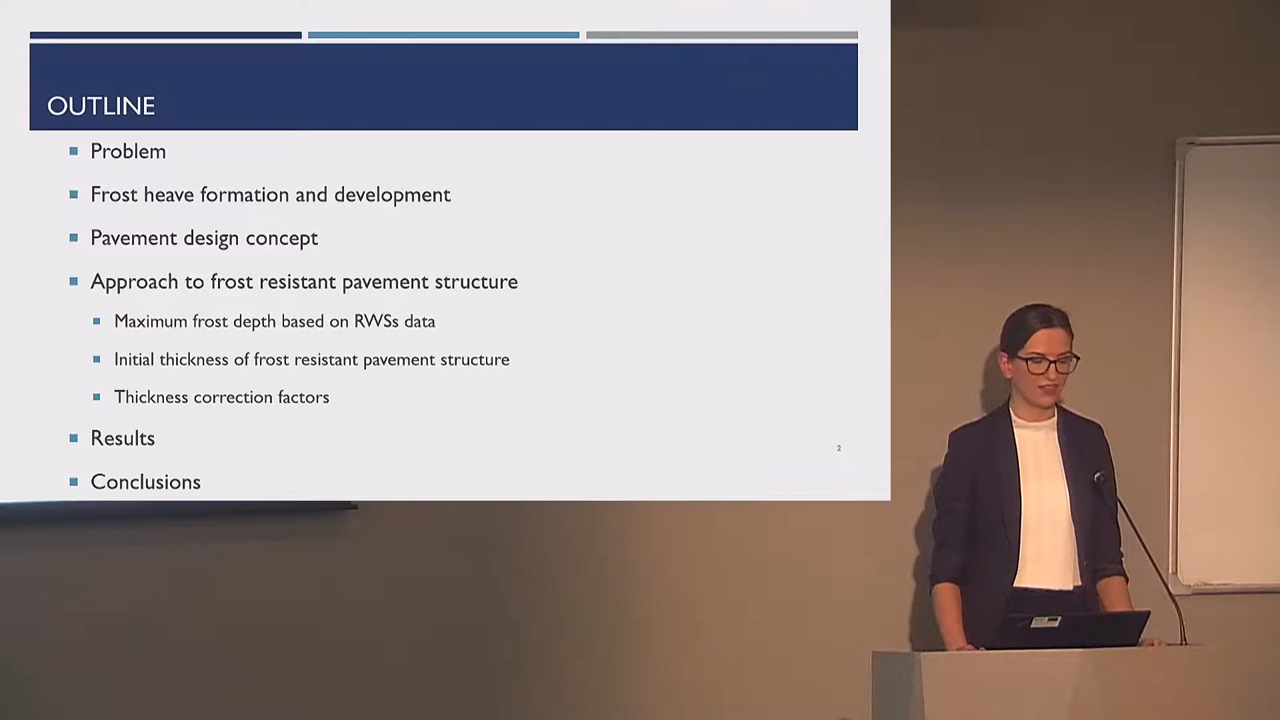 OUTLINE
Problem
Frost heave formation and development
Pavement design concept
Approach to frost resistant pavement structure
Maximum frost depth based on RWSs data
Initial thickness of frost resistant pavement structure
Thickness correction factors
Results
2
Conclusions